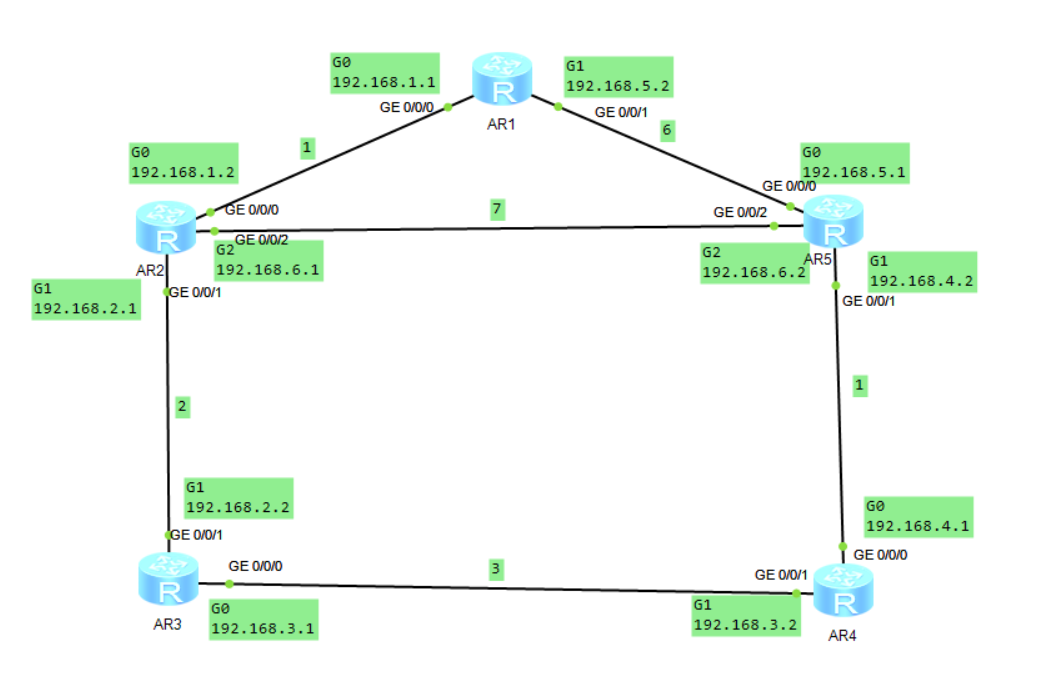 G0
192.168.1.1
GE 0/0/0
R
AR1
G1
192.168.5.2
GE 0/0/1
1
6
G0
192.168.1.2
GE 0/0/0
G0
192.168.5.1
GE 0/0/0
7
GE 0/0/2
R
AR2
GE 0/0/2
G2
192.168.6.1
G2
192.168.6.2
R
AR5
G1
192.168.4.2
GE 0/0/1
G1
192.168.2.1
GE 0/0/1
2
1
G1
192.168.2.2
GE 0/0/1
G0
192.168.4.1
GE 0/0/0
R
AR3
GE 0/0/0
G0
192.168.3.1
3
GE 0/0/1
G1
192.168.3.2
R
AR4